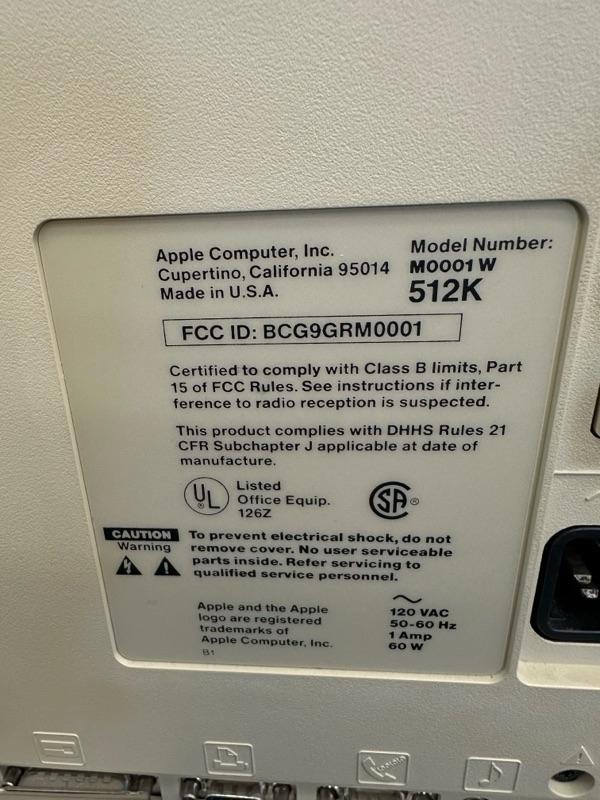 Apple Computer, Inc.
Cupertino, California 95014
Made in U.S.A.
Model Number:
M0001W
512K
FCC ID: BCG9GRM0001
Certified to comply with Class B limits, Part
15 of FCC Rules. See instructions if inter-
ference to radio reception is suspected.
This product complies with DHHS Rules 21
CFR Subchapter J applicable at date of
manufacture.
UL
Listed
Office Equip.
126Z
SA®
CAUTION
Warning
To prevent electrical shock, do not
remove cover. No user serviceable
parts inside. Refer servicing to
qualified service personnel.
Apple and the Apple
logo are registered
trademarks of
Apple Computer, Inc.
B1
120 VAC
50-60 Hz
1 Amp
60 W